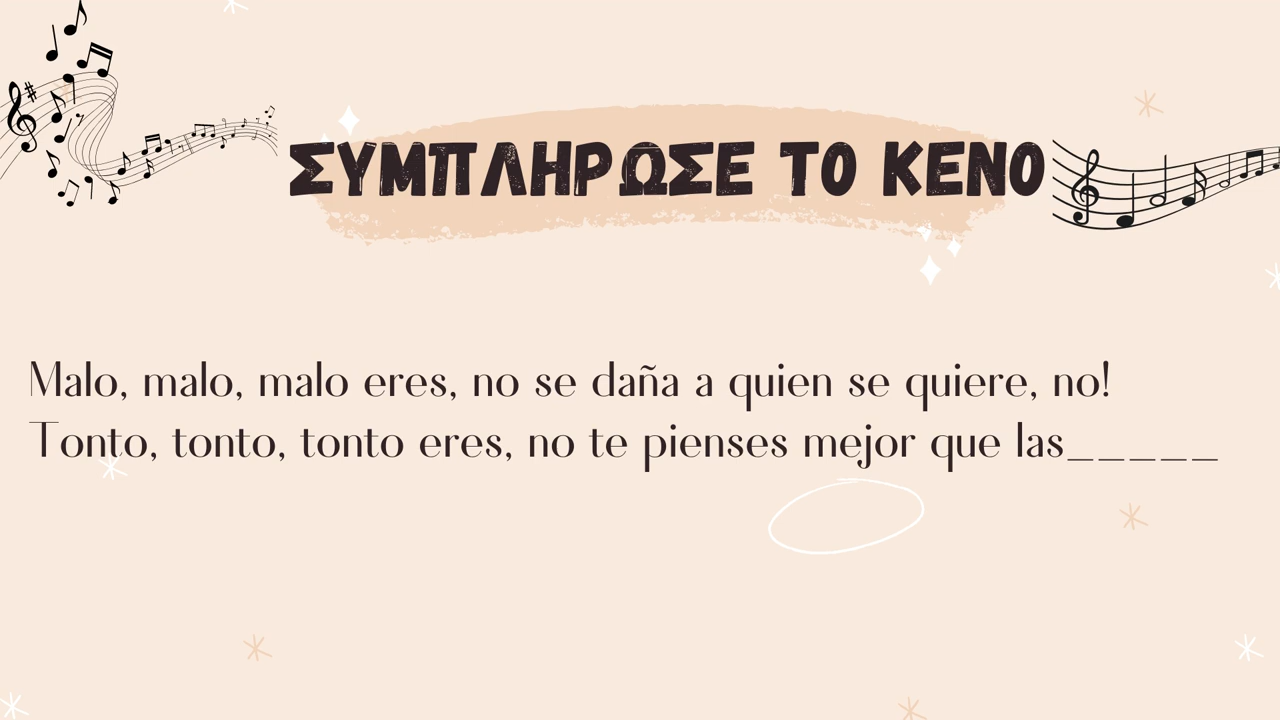 ΣΥΜΠΛΗΡΩΣΕ ΤΟ ΚΕΝΟ
Malo, malo, malo eres, no se daña a quien se quiere, no!
Tonto, tonto, tonto eres, no te pienses mejor que las_____